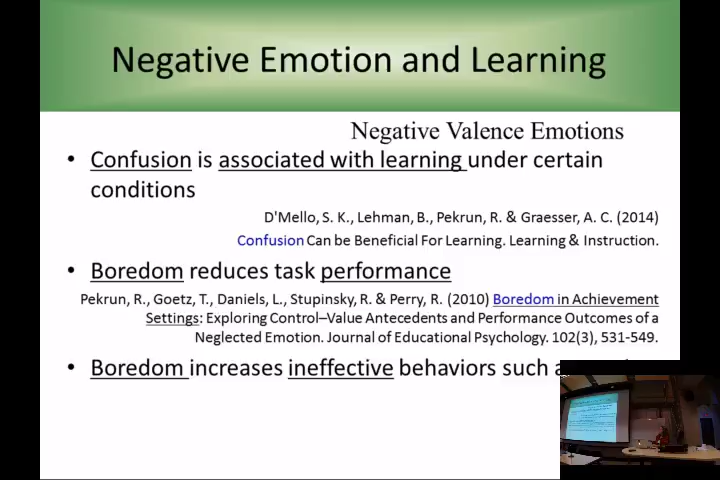 Negative Emotion and Learning
Negative Valence Emotions
• Confusion is associated with learning under certain
conditions
D'Mello, S. K., Lehman, B., Pekrun, R. & Graesser, A. C. (2014)
Confusion Can be Beneficial For Learning. Learning & Instruction.
• Boredom reduces task performance
Pekrun, R., Goetz, T., Daniels, L., Stupinsky, R. & Perry, R. (2010) Boredom in Achievement
Settings: Exploring Control–Value Antecedents and Performance Outcomes of a
Neglected Emotion. Journal of Educational Psychology. 102(3), 531-549.
• Boredom increases ineffective behaviors such